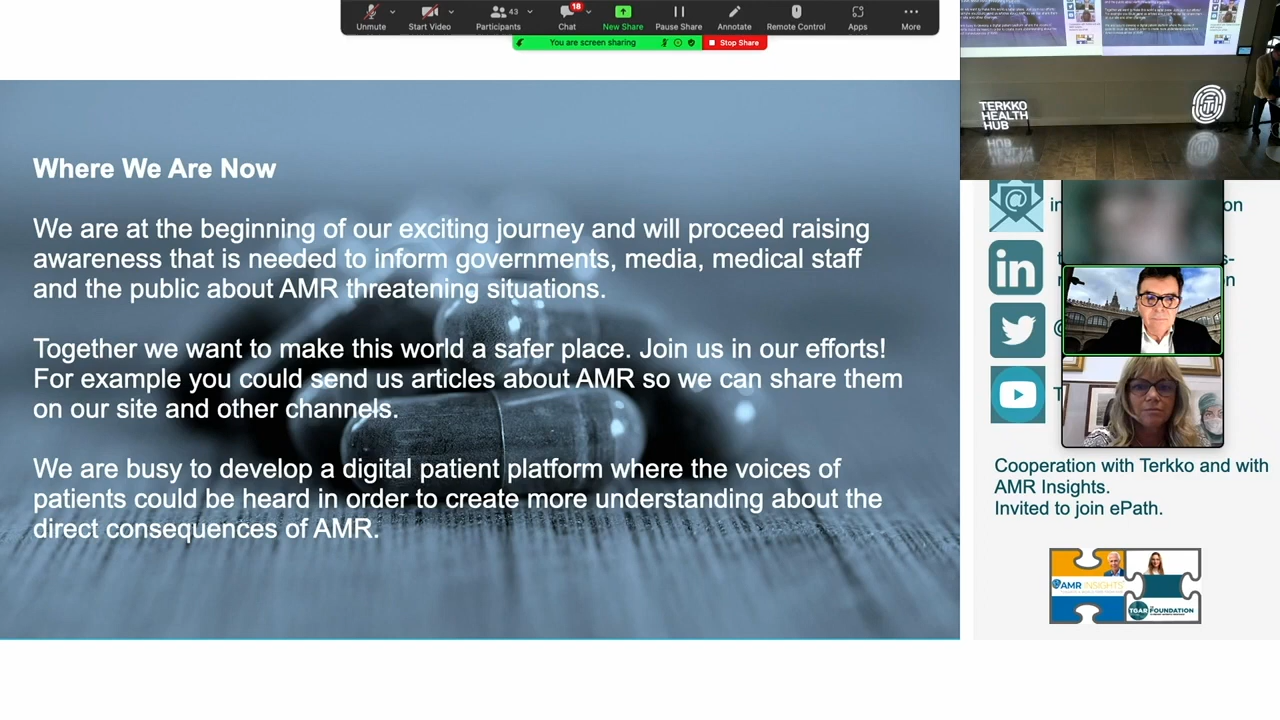 Unmute
Start Video
Participants
43
Chat
18
New Share
Pause Share
Annotate
Remote Control
Apps
More
You are screen sharing
Stop Share
TERKKO
HEALTH
HUB
Where We Are Now
We are at the beginning of our exciting journey and will proceed raising
awareness that is needed to inform governments, media, medical staff
and the public about AMR threatening situations.
Together we want to make this world a safer place. Join us in our efforts!
For example you could send us articles about AMR so we can share them
on our site and other channels.
We are busy to develop a digital patient platform where the voices of
patients could be heard in order to create more understanding about the
direct consequences of AMR.
in
Cooperation with Terkko and with
AMR Insights.
Invited to join ePath.
AMR INSIGHTS
TGAR FOUNDATION